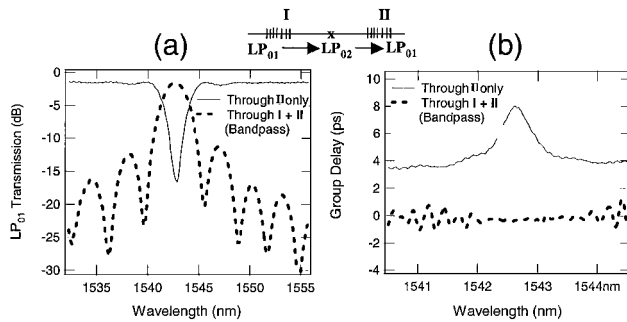 I II
x
LP01 LP02 LP01
(a)
LP01 Transmission (dB)
0
-5
-10
-15
-20
-25
-30
Through II only
Through I + II
(Bandpass)
1535 1540 1545 1550 1555
Wavelength (nm)
(b)
Group Delay (ps)
10
8
6
4
2
0
-2
-4
Through II only
Through I + II
(Bandpass)
1541 1542 1543 1544nm
Wavelength (nm)